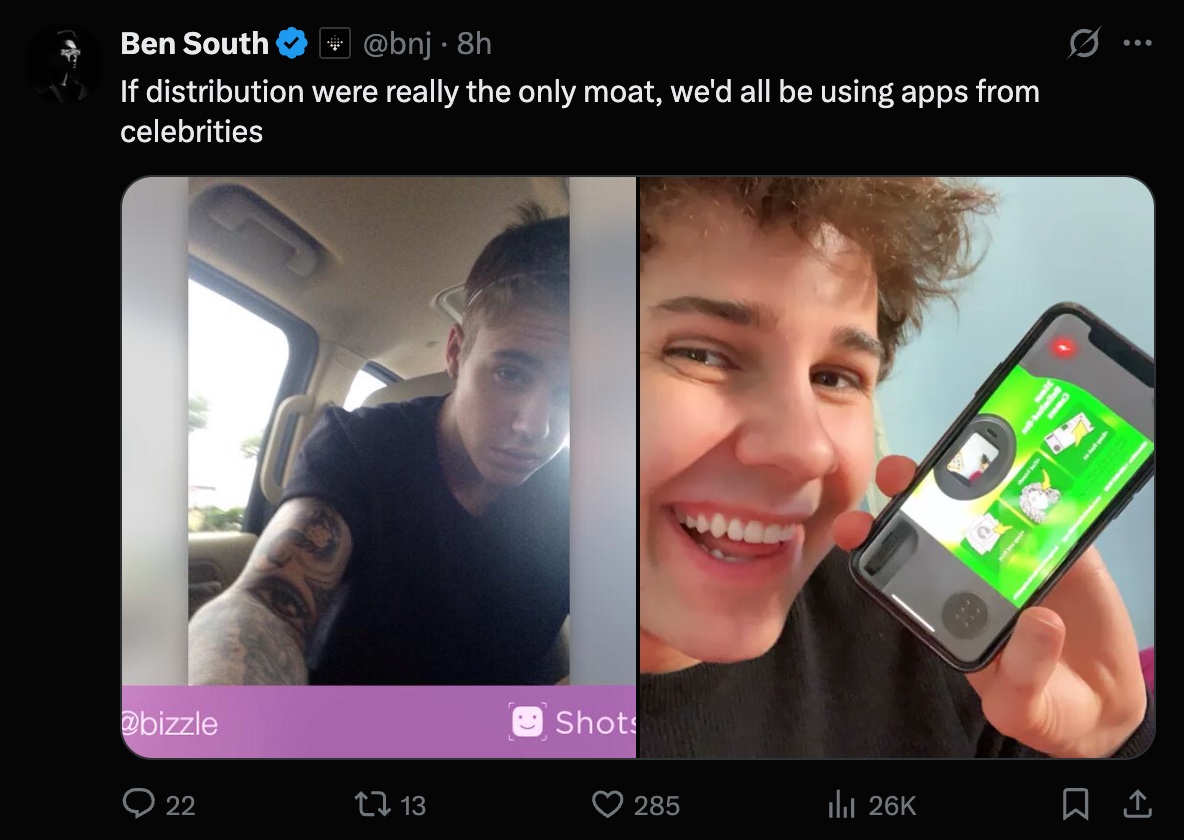 Ben South @bnj · 8h
If distribution were really the only moat, we'd all be using apps from
celebrities
@bizzle
Shots
22 13 285 26K